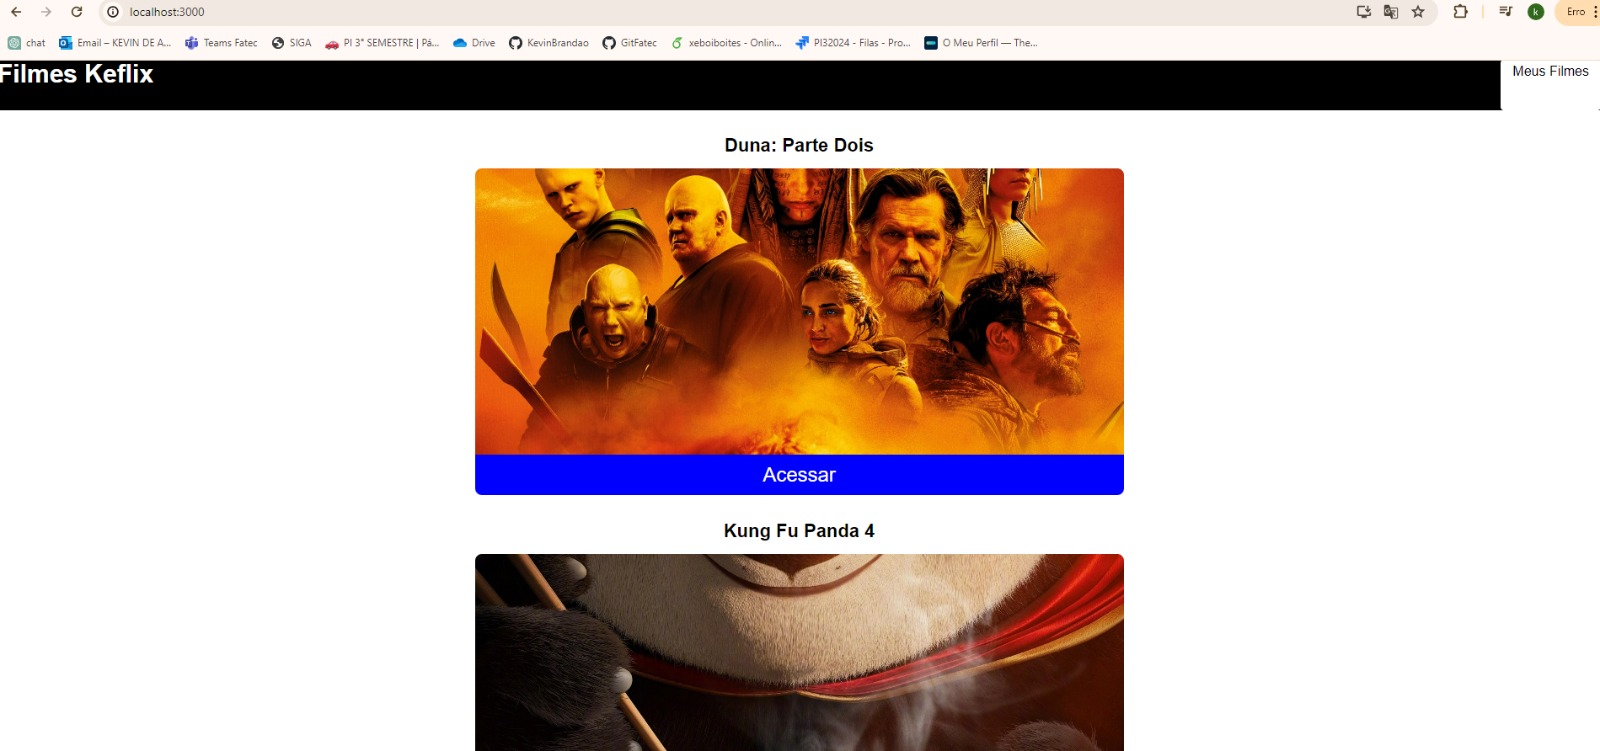 localhost:3000
Erro
chat
Email – KEVIN DE A...
Teams Fatec
SIGA
PI 3° SEMESTRE | Pá...
Drive
KevinBrandao
GitFatec
xeboiboites - Onlin...
PI32024 - Filas - Pro...
O Meu Perfil — The...
Filmes Keflix
Meus Filmes
Duna: Parte Dois
Acessar
Kung Fu Panda 4